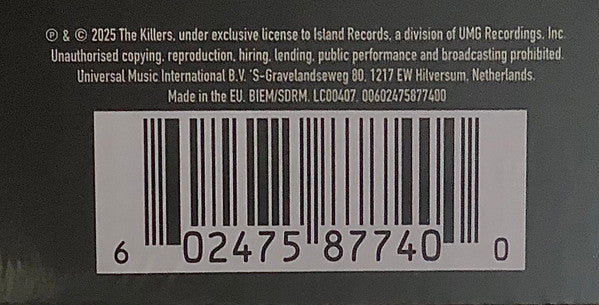 ℗ & © 2025 The Killers, under exclusive license to Island Records, a division of UMG Recordings, Inc.
Unauthorised copying, reproduction, hiring, lending, public performance and broadcasting prohibited.
Universal Music International B.V. 'S-Gravelandseweg 80, 1217 EW Hilversum, Netherlands.
Made in the EU. BIEM/SDRM. LC00407. 00602475877400
6 02475 87740 0